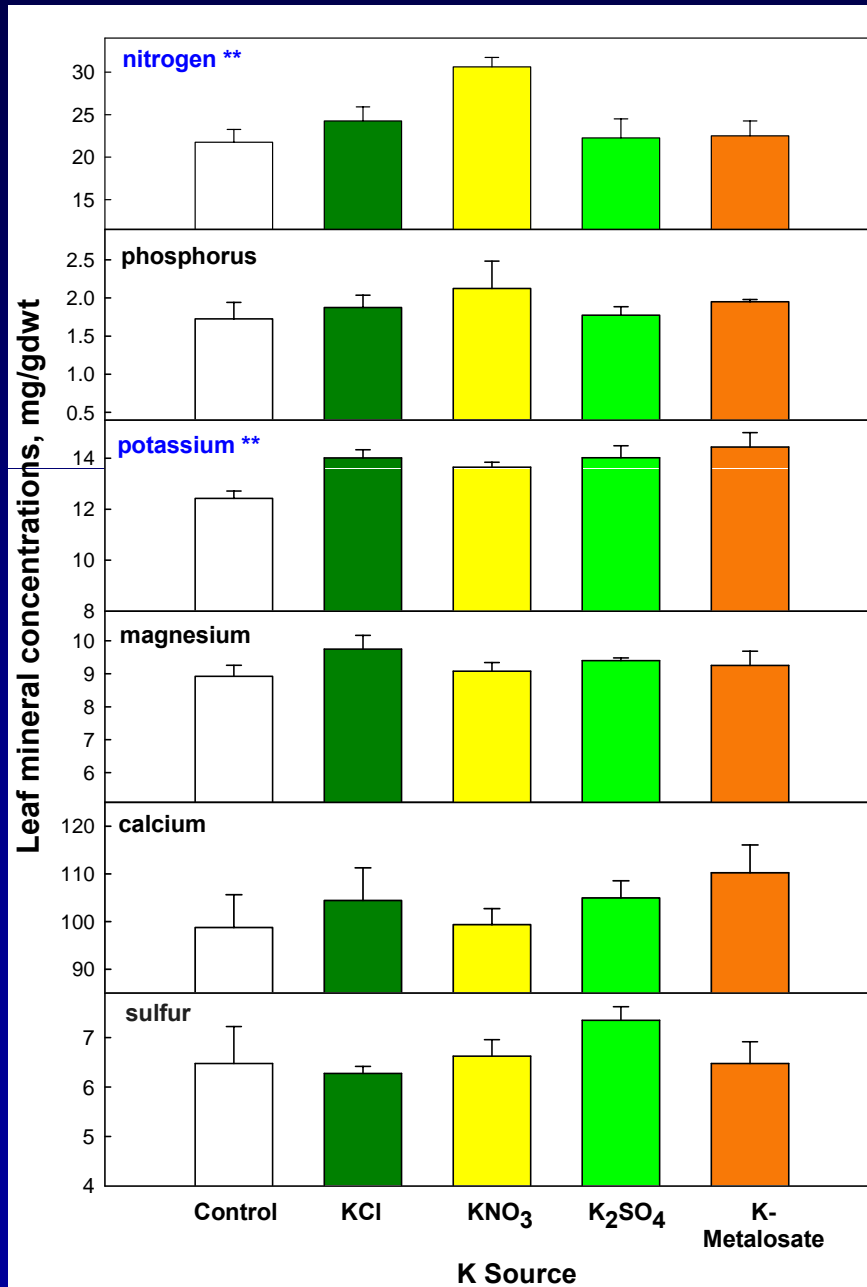 nitrogen **
30
25
20
15
phosphorus
2.5
2.0
1.5
1.0
0.5
potassium **
14
12
10
8
magnesium
10
9
8
7
6
calcium
120
110
100
90
sulfur
7
6
5
4
Leaf mineral concentrations, mg/gdwt
Control KCl KNO₃ K₂SO₄ K-
Metalosate
K Source